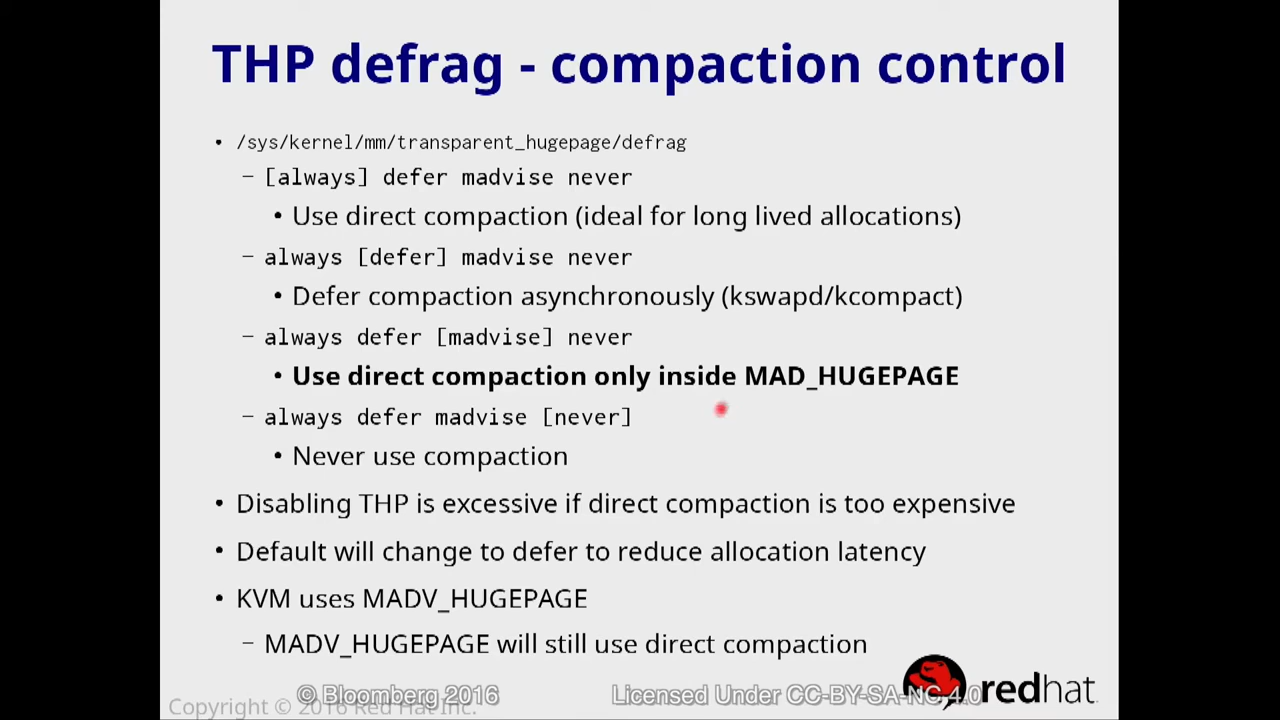 THP defrag - compaction control
• /sys/kernel/mm/transparent_hugepage/defrag
– [always] defer madvise never
• Use direct compaction (ideal for long lived allocations)
– always [defer] madvise never
• Defer compaction asynchronously (kswapd/kcompact)
– always defer [madvise] never
• Use direct compaction only inside MAD_HUGEPAGE
– always defer madvise [never]
• Never use compaction
• Disabling THP is excessive if direct compaction is too expensive
• Default will change to defer to reduce allocation latency
• KVM uses MADV_HUGEPAGE
– MADV_HUGEPAGE will still use direct compaction
redhat.
© Bloomberg 2016 Licensed Under CC-BY-SA-NC 4.0
Copyright © 2016 Red Hat Inc.